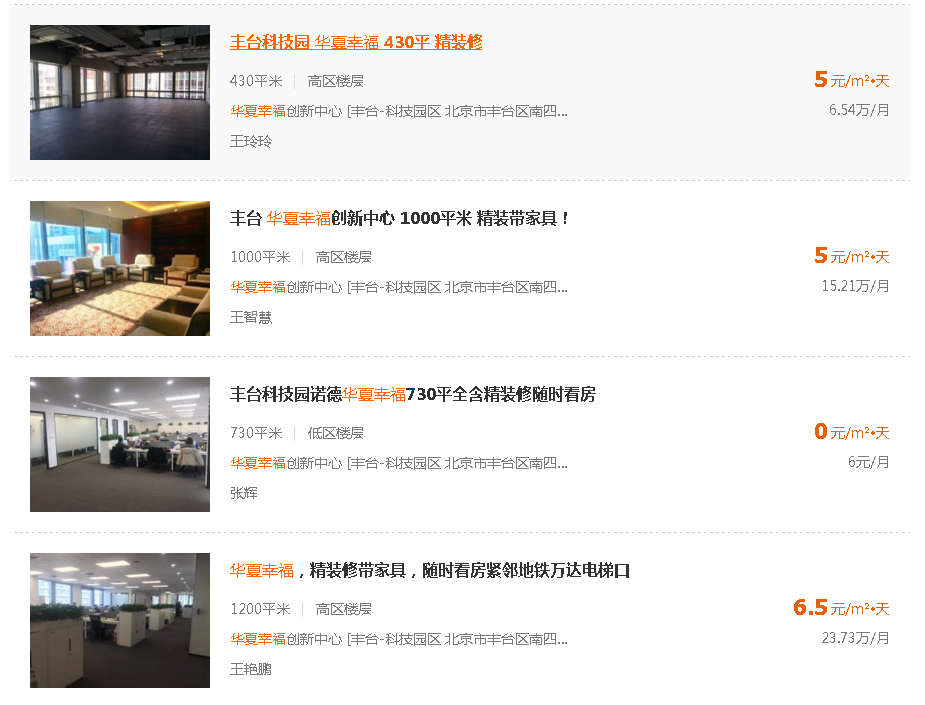 丰台科技园 华夏幸福 430平 精装修
430平米 | 高区楼层
5元/m²•天
华夏幸福创新中心 [丰台-科技园区 北京市丰台区南四...
6.54万/月
王玲玲
丰台 华夏幸福创新中心 1000平米 精装带家具！
1000平米 | 高区楼层
5元/m²•天
华夏幸福创新中心 [丰台-科技园区 北京市丰台区南四...
15.21万/月
王智慧
丰台科技园诺德华夏幸福730平全含精装修随时看房
730平米 | 低区楼层
0元/m²•天
华夏幸福创新中心 [丰台-科技园区 北京市丰台区南四...
6元/月
张辉
华夏幸福，精装修带家具，随时看房紧邻地铁万达电梯口
1200平米 | 高区楼层
6.5元/m²•天
华夏幸福创新中心 [丰台-科技园区 北京市丰台区南四...
23.73万/月
王艳鹏